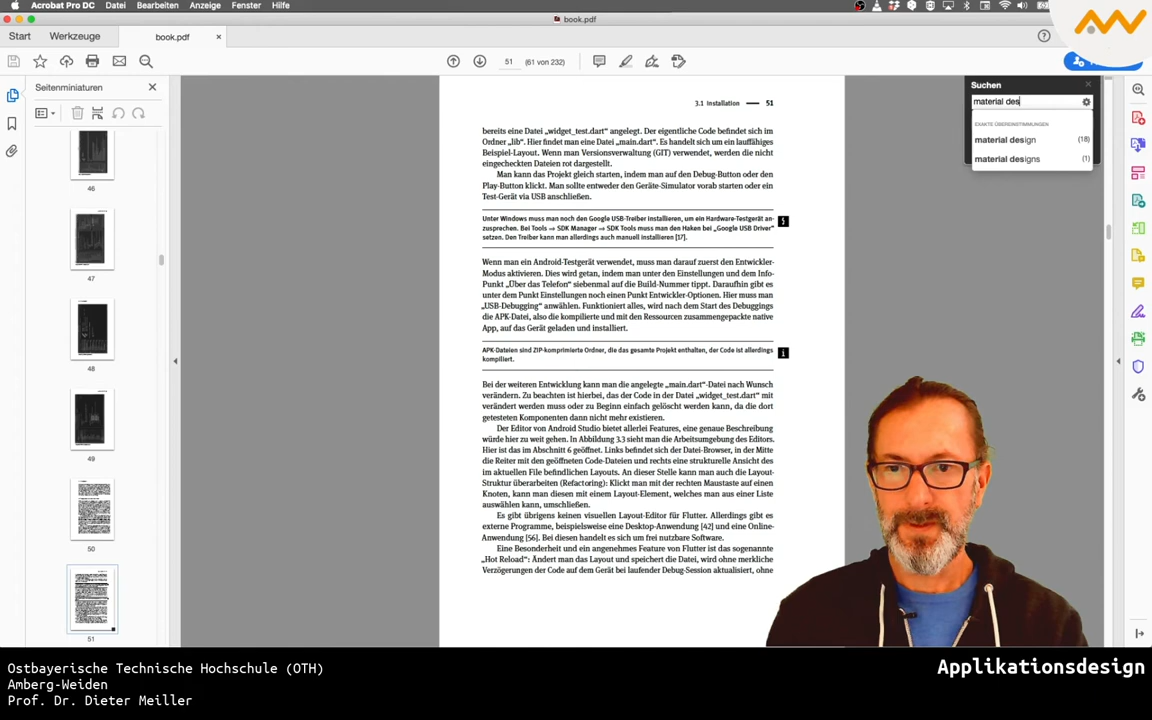 Acrobat Pro DC Datei Bearbeiten Anzeige Fenster Hilfe
book.pdf
Start Werkzeuge book.pdf
51 (61 von 232)
Seitenminiaturen
46
47
48
49
50
51
Suchen
material des
EXAKTE ÜBEREINSTIMMUNGEN
material design (18)
material designs (1)
3.1 Installation — 51
bereits eine Datei „widget_test.dart“ angelegt. Der eigentliche Code befindet sich im
Ordner „lib“. Hier findet man eine Datei „main.dart“. Es handelt sich um ein lauffähiges
Beispiel-Layout. Wenn man Versionsverwaltung (GIT) verwendet, werden die nicht
eingecheckten Dateien rot dargestellt.
Man kann das Projekt gleich starten, indem man auf den Debug-Button oder den
Play-Button klickt. Man sollte entweder den Geräte-Simulator vorab starten oder ein
Test-Gerät via USB anschließen.
Unter Windows muss man noch den Google USB-Treiber installieren, um ein Hardware-Testgerät an-
zusprechen. Bei Tools → SDK Manager → SDK Tools muss man den Haken bei „Google USB Driver“
setzen. Den Treiber kann man allerdings auch manuell installieren [17].
Wenn man ein Android-Testgerät verwendet, muss man darauf zuerst den Entwickler-
Modus aktivieren. Dies wird getan, indem man unter den Einstellungen und dem Info-
Punkt „Über das Telefon“ siebenmal auf die Build-Nummer tippt. Daraufhin gibt es
unter dem Punkt Einstellungen noch einen Punkt Entwickler-Optionen. Hier muss man
„USB-Debugging“ anwählen. Funktioniert alles, wird nach dem Start des Debuggings
die APK-Datei, also die kompilierte und mit den Ressourcen zusammengepackte native
App, auf das Gerät geladen und installiert.
APK-Dateien sind ZIP-komprimierte Ordner, die das gesamte Projekt enthalten, der Code ist allerdings
kompiliert.
Bei der weiteren Entwicklung kann man die angelegte „main.dart“-Datei nach Wunsch
verändern. Zu beachten ist hierbei, das der Code in der Datei „widget_test.dart“ mit
verändert werden muss oder zu Beginn einfach gelöscht werden kann, da die dort
getesteten Komponenten dann nicht mehr existieren.
Der Editor von Android Studio bietet allerlei Features, eine genaue Beschreibung
würde hier zu weit gehen. In Abbildung 3.3 sieht man die Arbeitsumgebung des Editors.
Hier ist das im Abschnitt 6 geöffnet. Links befindet sich der Datei-Browser, in der Mitte
die Reiter mit den geöffneten Code-Dateien und rechts eine strukturelle Ansicht des
im aktuellen File befindlichen Layouts. An dieser Stelle kann man auch die Layout-
Struktur überarbeiten (Refactoring): Klickt man mit der rechten Maustaste auf einen
Knoten, kann man diesen mit einem Layout-Element, welches man aus einer Liste
auswählen kann, umschließen.
Es gibt übrigens keinen visuellen Layout-Editor für Flutter. Allerdings gibt es
externe Programme, beispielsweise eine Desktop-Anwendung [42] und eine Online-
Anwendung [56]. Bei diesen handelt es sich um frei nutzbare Software.
Eine Besonderheit und ein angenehmes Feature von Flutter ist das sogenannte
„Hot Reload“: Ändert man das Layout und speichert die Datei, wird ohne merkliche
Verzögerungen der Code auf dem Gerät bei laufender Debug-Session aktualisiert, ohne
Ostbayerische Technische Hochschule (OTH)
Amberg-Weiden
Prof. Dr. Dieter Meiller
Applikationsdesign